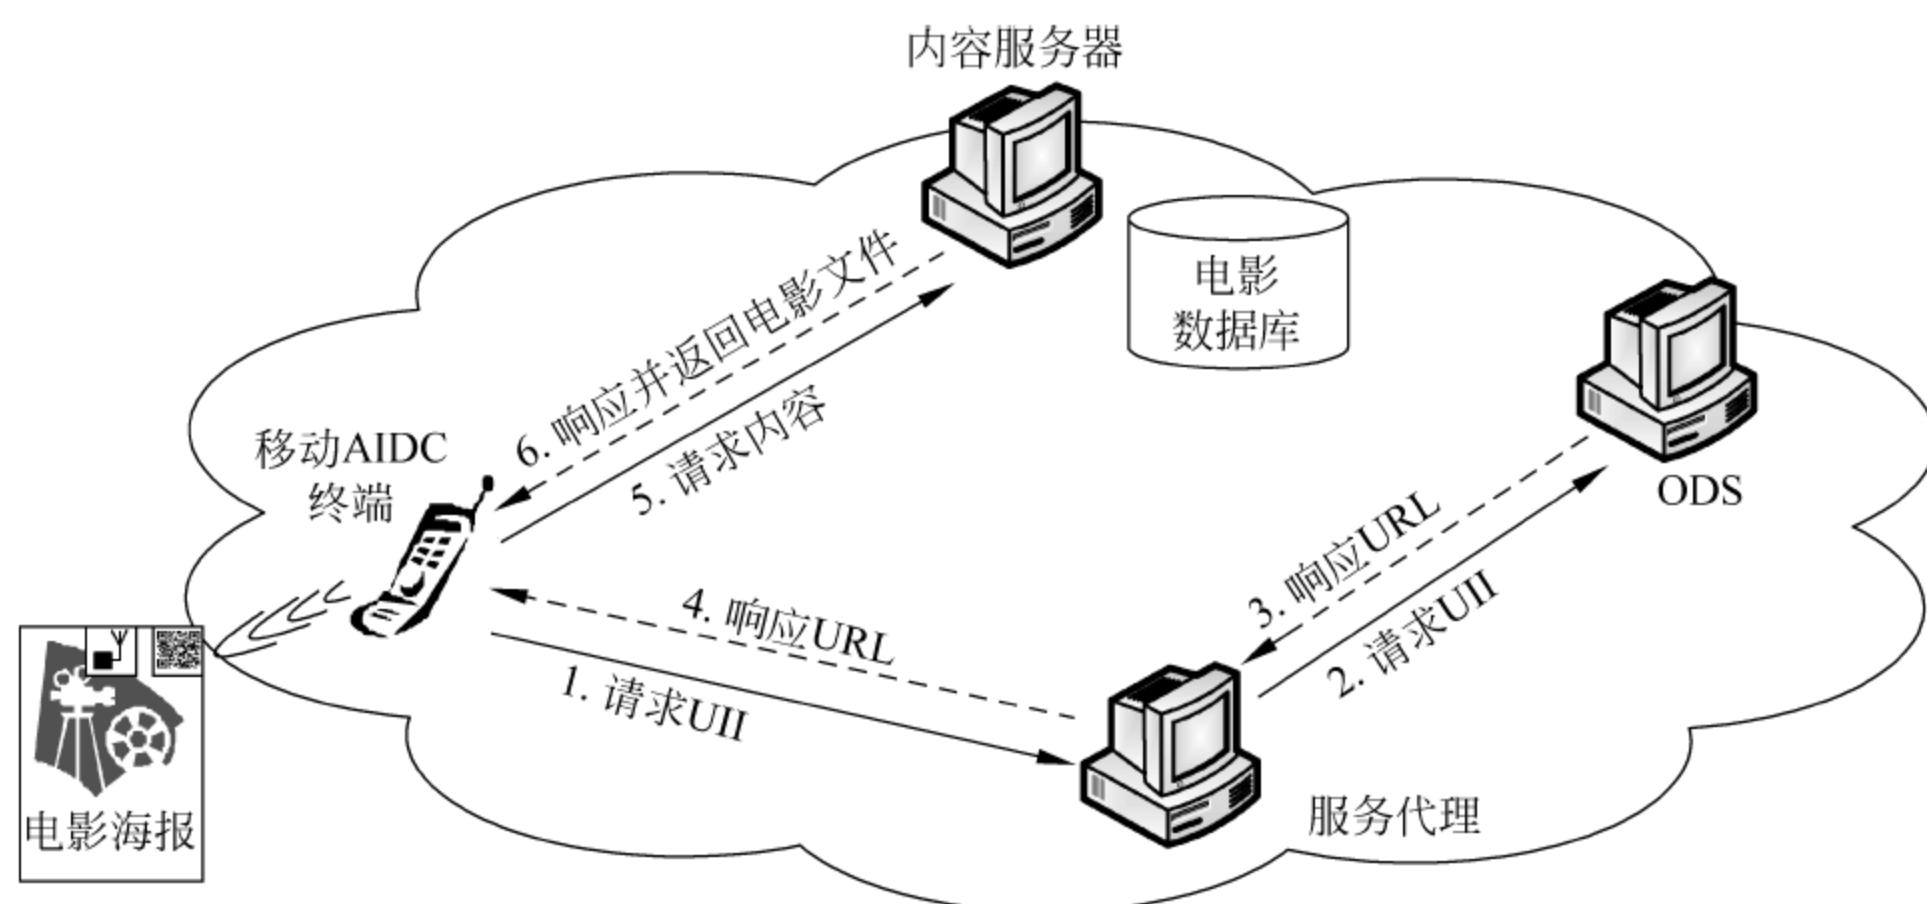 内容服务器
电影
数据库
6. 响应并返回电影文件
5. 请求内容
移动AIDC
终端
ODS
3. 响应URL
2. 请求UII
4. 响应URL
1. 请求UII
电影海报
服务代理